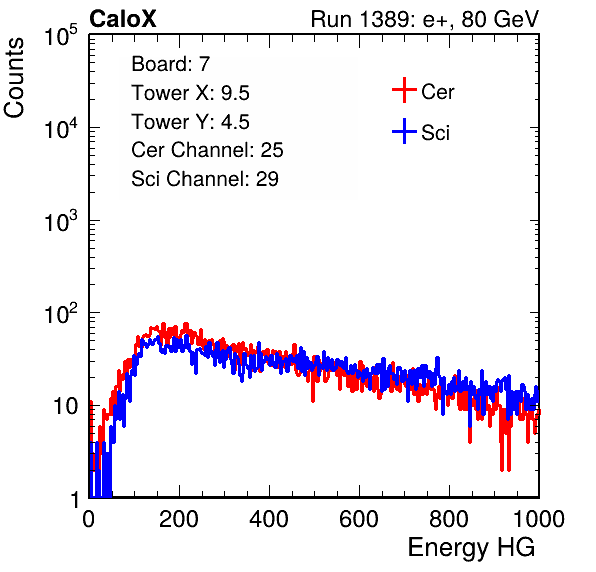 CaloX Run 1389: e+, 80 GeV
Counts
10^5
10^4
10^3
10^2
10
1
Board: 7
Tower X: 9.5
Tower Y: 4.5
Cer Channel: 25
Sci Channel: 29
Cer
Sci
0 200 400 600 800 1000
Energy HG